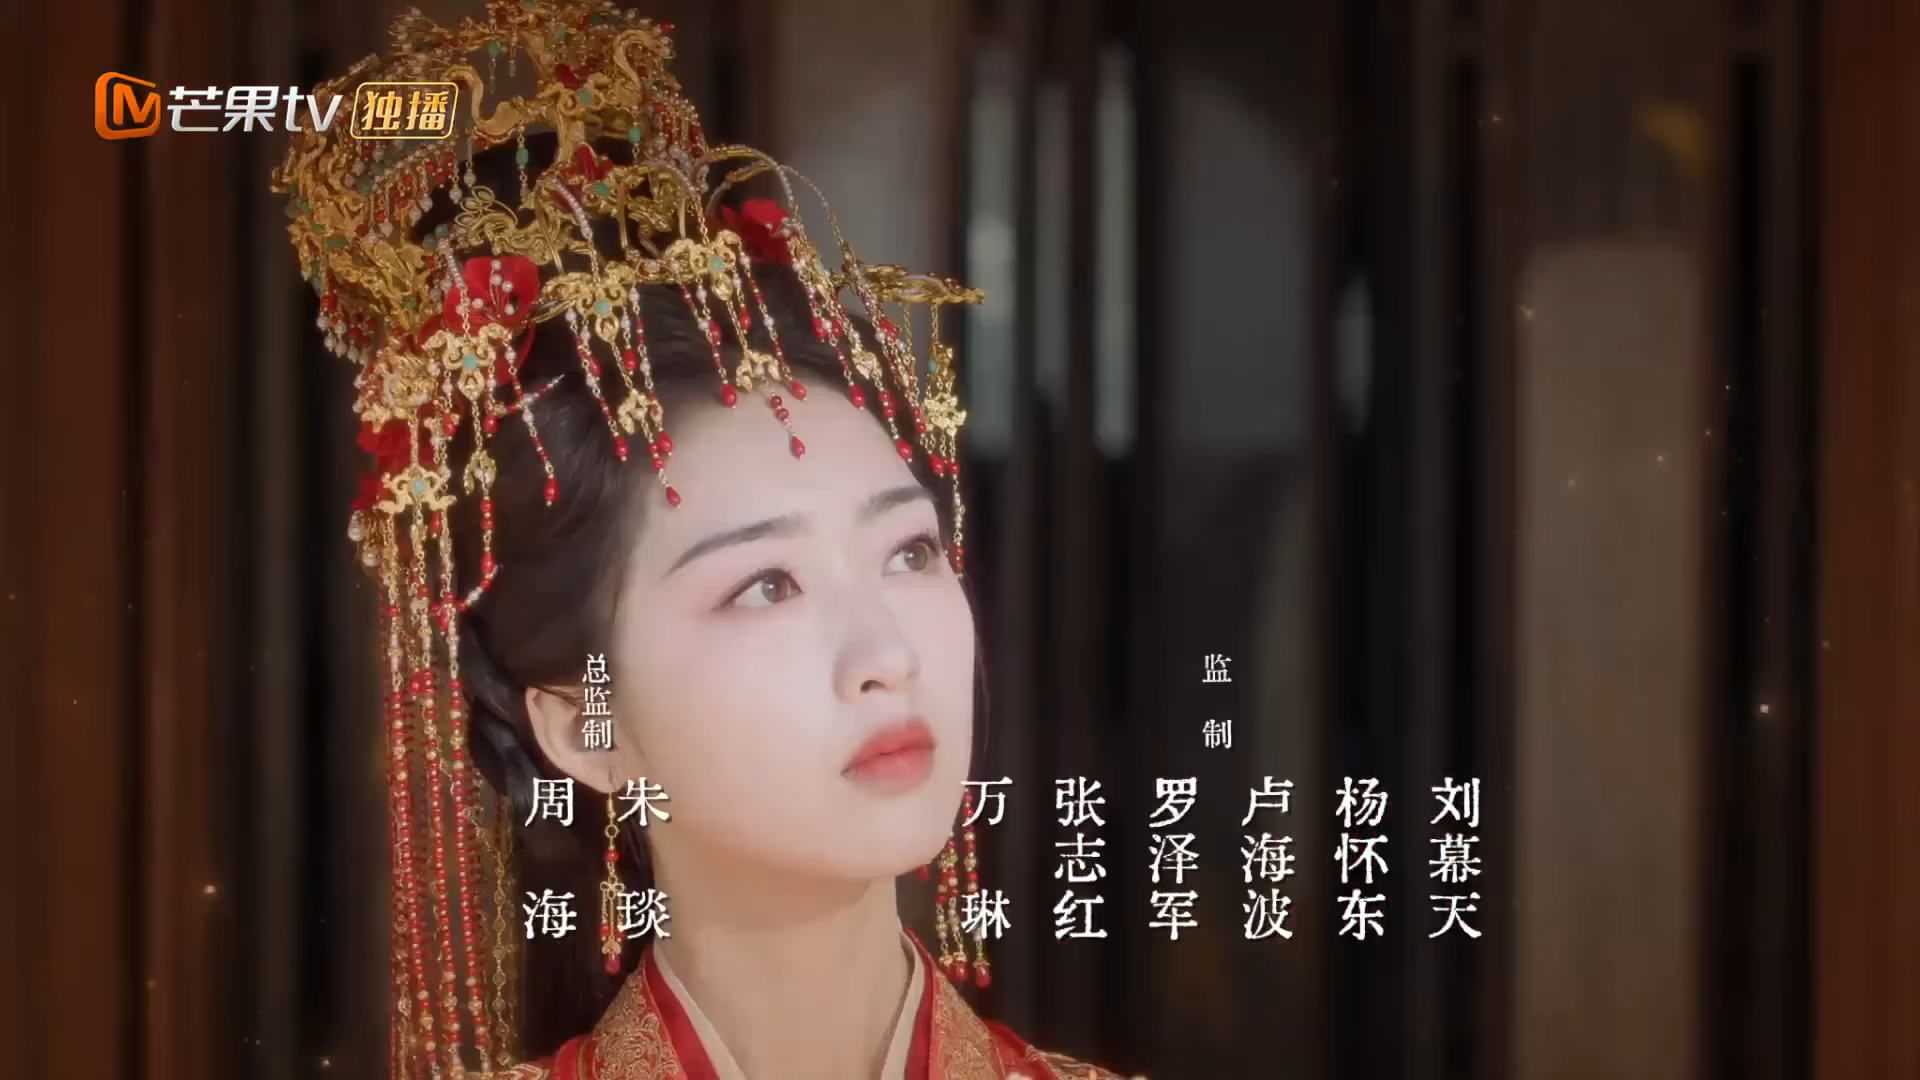 芒果tv 独播
总监制
周海
朱琰
监制
万琳
张志红
罗泽军
卢海波
杨怀东
刘幕天